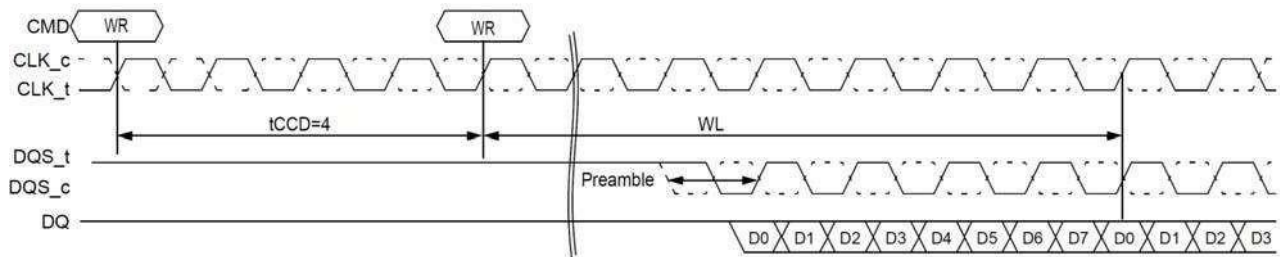 CMD WR WR
CLK_c
CLK_t
tCCD=4 WL
DQS_t
DQS_c Preamble
DQ D0 D1 D2 D3 D4 D5 D6 D7 D0 D1 D2 D3